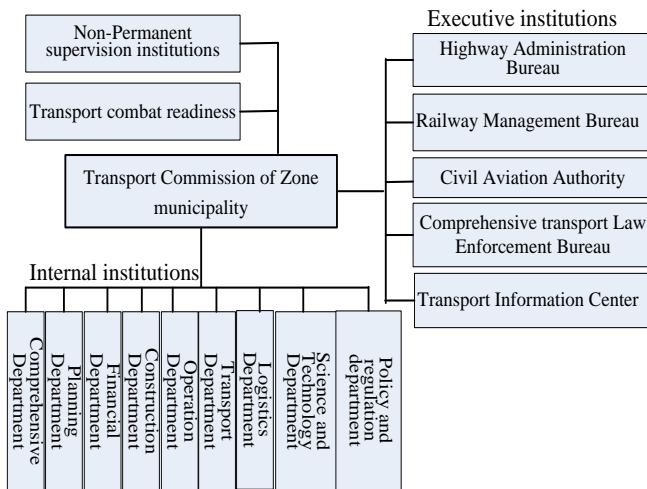 Non-Permanent
supervision institutions
Transport combat readiness
Transport Commission of Zone
municipality
Executive institutions
Highway Administration
Bureau
Railway Management Bureau
Civil Aviation Authority
Comprehensive transport Law
Enforcement Bureau
Transport Information Center
Internal institutions
Comprehensive
Department
Planning
Department
Financial
Department
Construction
Department
Operation
Department
Transport
Department
Logistics
Department
Science and
Technology
Department
Policy and
regulation
department